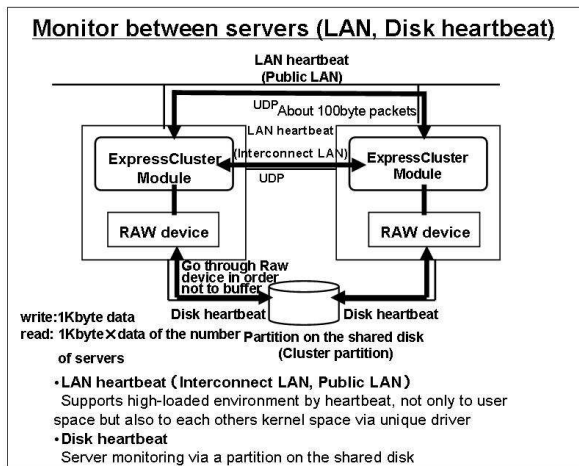 Monitor between servers (LAN, Disk heartbeat)
LAN heartbeat
(Public LAN)
UDP About 100byte packets
LAN heartbeat
(Interconnect LAN)
UDP
ExpressCluster
Module
ExpressCluster
Module
RAW device
RAW device
Go through Raw
device in order
not to buffer
Disk heartbeat
Disk heartbeat
write:1Kbyte data
read: 1Kbyte×data of the number
of servers
Partition on the shared disk
(Cluster partition)
・LAN heartbeat (Interconnect LAN, Public LAN)
Supports high-loaded environment by heartbeat, not only to user
space but also to each others kernel space via unique driver
・Disk heartbeat
Server monitoring via a partition on the shared disk